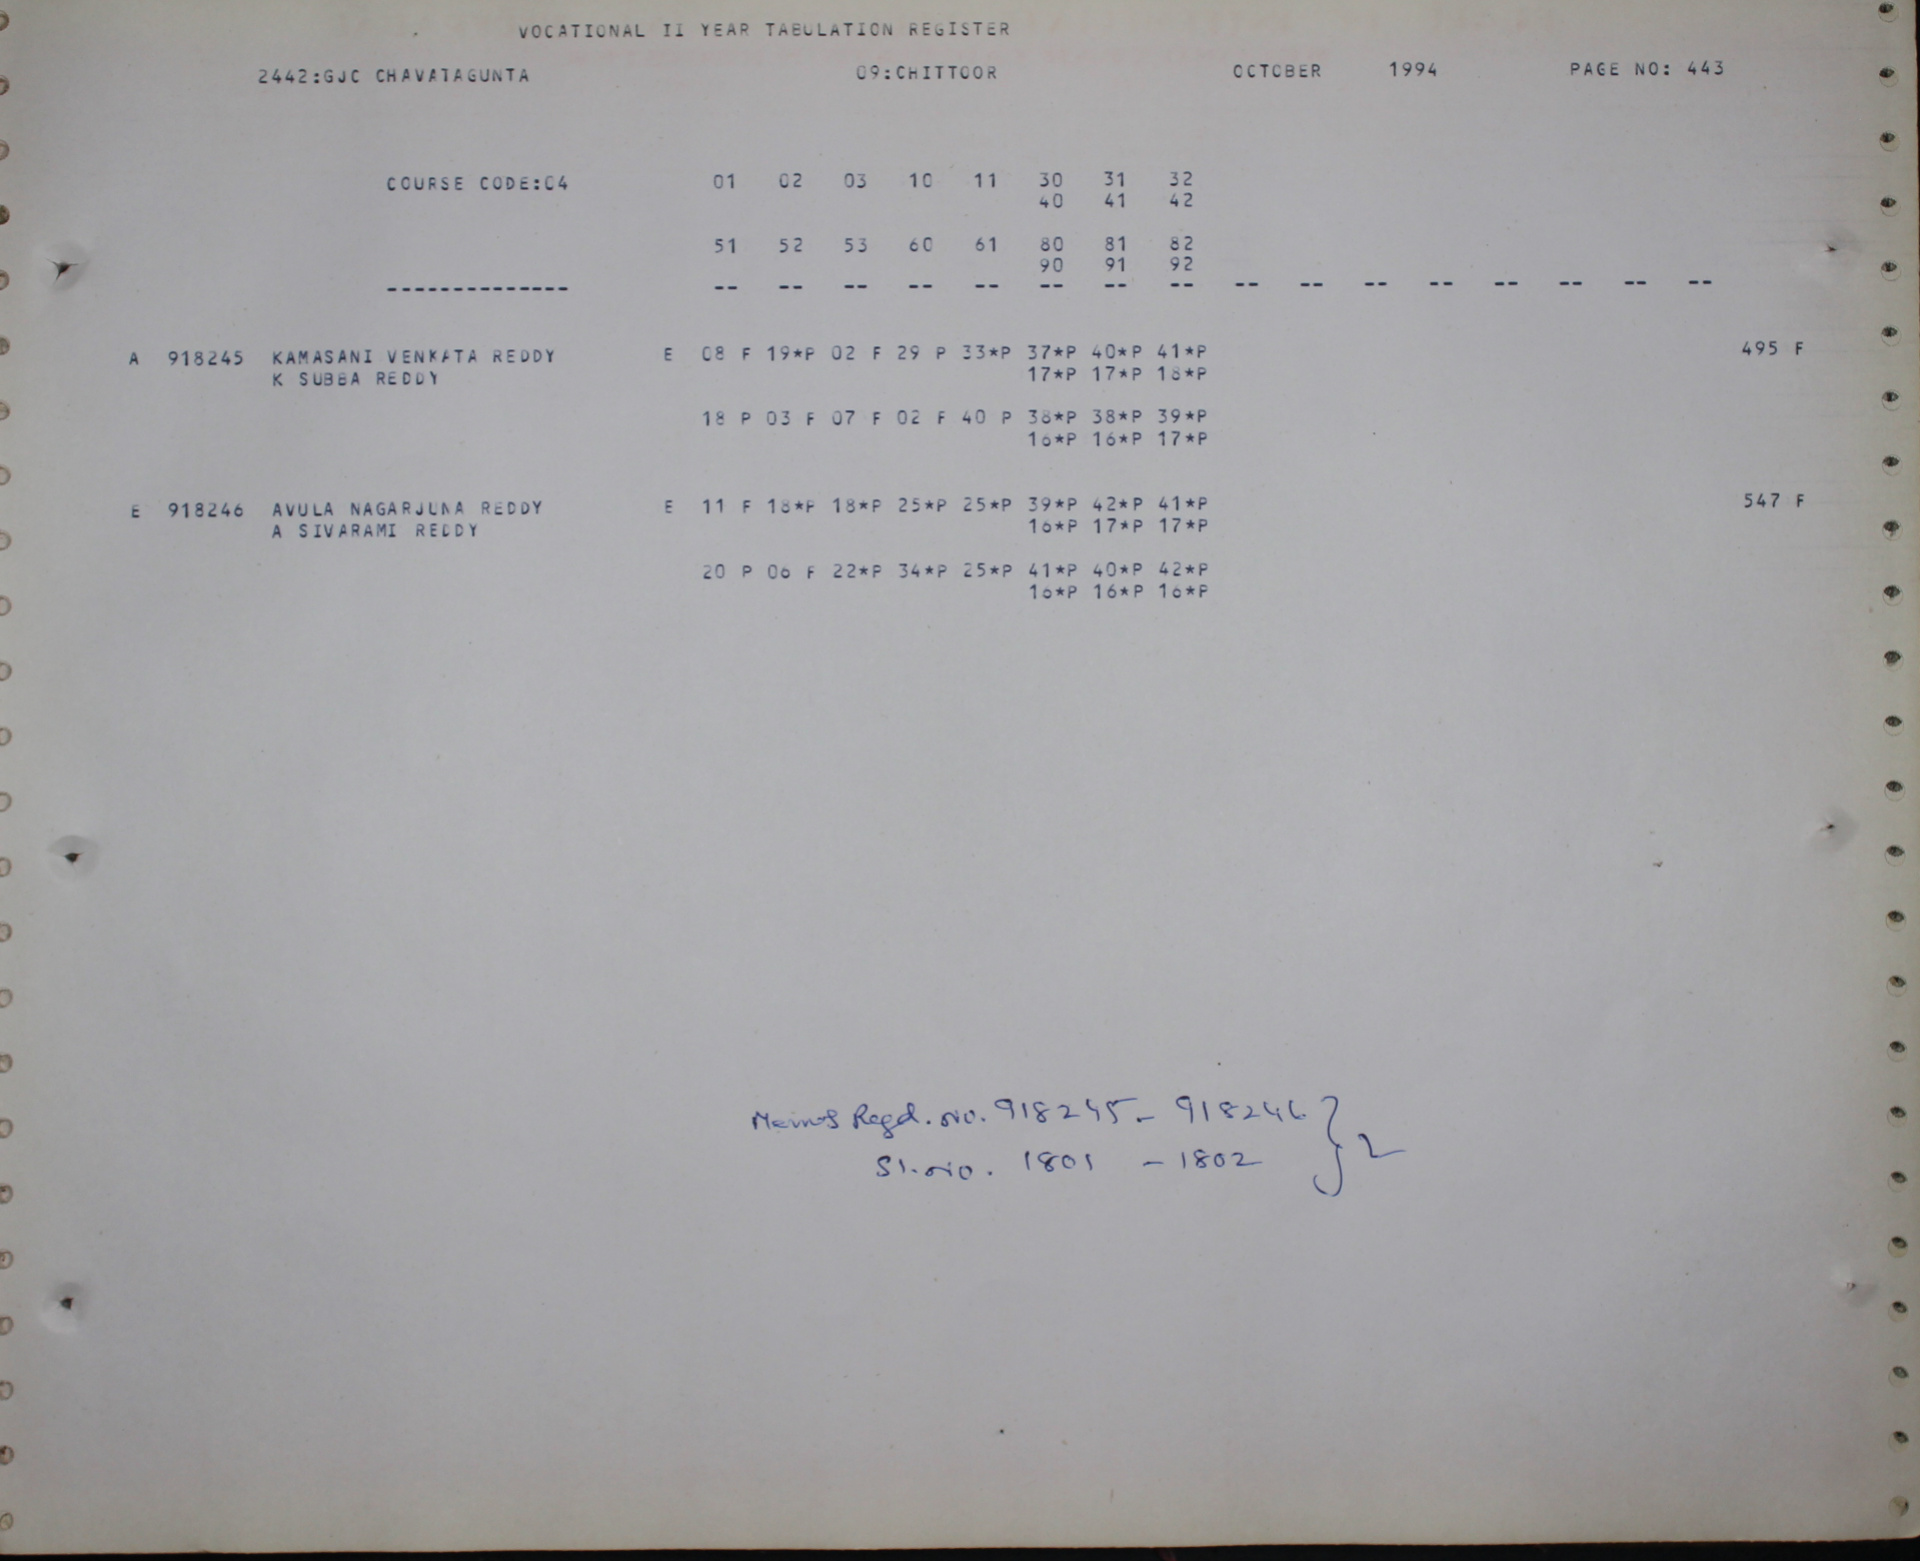 VOCATIONAL II YEAR TABULATION REGISTER
2442:GJC CHAVATAGUNTA 09:CHITTOOR OCTOBER 1994 PAGE NO: 443
COURSE CODE:04 01 02 03 10 11 30 31 32
40 41 42
51 52 53 60 61 80 81 82
90 91 92
-------------- -- -- -- -- -- -- -- -- -- -- -- -- -- -- -- --
A 918245 KAMASANI VENKATA REDDY E 08 F 19*P 02 F 29 P 33*P 37*P 40*P 41*P 495 F
K SUBBA REDDY 17*P 17*P 18*P
18 P 03 F 07 F 02 F 40 P 38*P 38*P 39*P
16*P 16*P 17*P
E 918246 AVULA NAGARJUNA REDDY E 11 F 18*P 18*P 25*P 25*P 39*P 42*P 41*P 547 F
A SIVARAMI REDDY 16*P 17*P 17*P
20 P 06 F 22*P 34*P 25*P 41*P 40*P 42*P
16*P 16*P 16*P
Regd. No. 918245 - 918246 } 2
Sl. No. 1801 - 1802